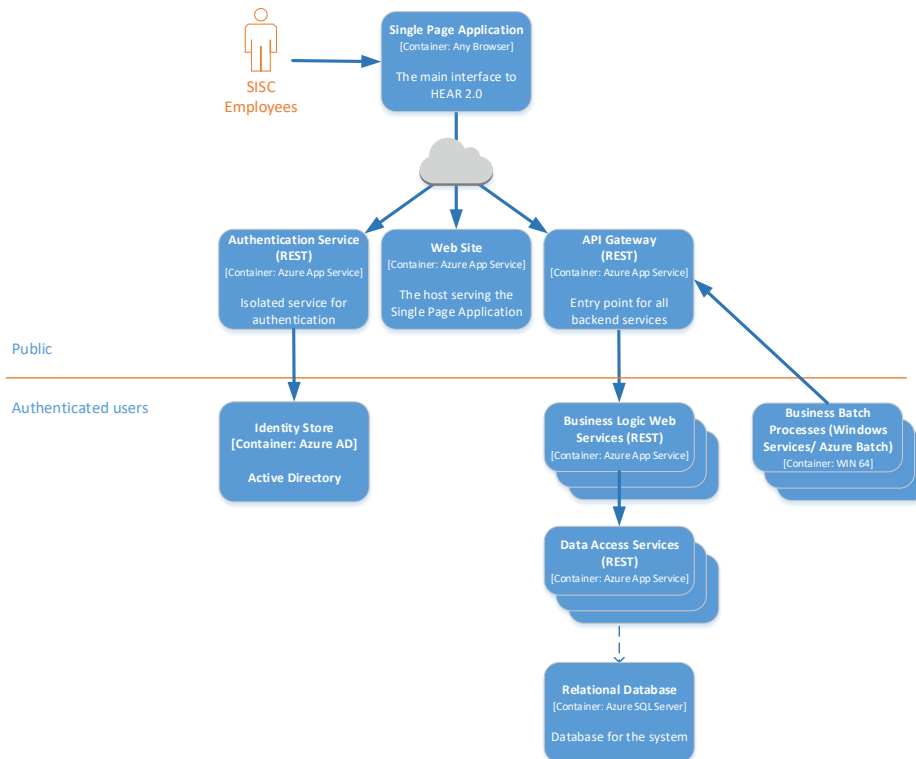 Single Page Application
[Container: Any Browser]
The main interface to
HEAR 2.0
SISC
Employees
Authentication Service
(REST)
[Container: Azure App Service]
Isolated service for
authentication
Web Site
[Container: Azure App Service]
The host serving the
Single Page Application
API Gateway
(REST)
[Container: Azure App Service]
Entry point for all
backend services
Public
Authenticated users
Identity Store
[Container: Azure AD]
Active Directory
Business Logic Web
Services (REST)
[Container: Azure App Service]
Business Batch
Processes (Windows
Services/ Azure Batch)
[Container: WIN 64]
Data Access Services
(REST)
[Container: Azure App Service]
Relational Database
[Container: Azure SQL Server]
Database for the system